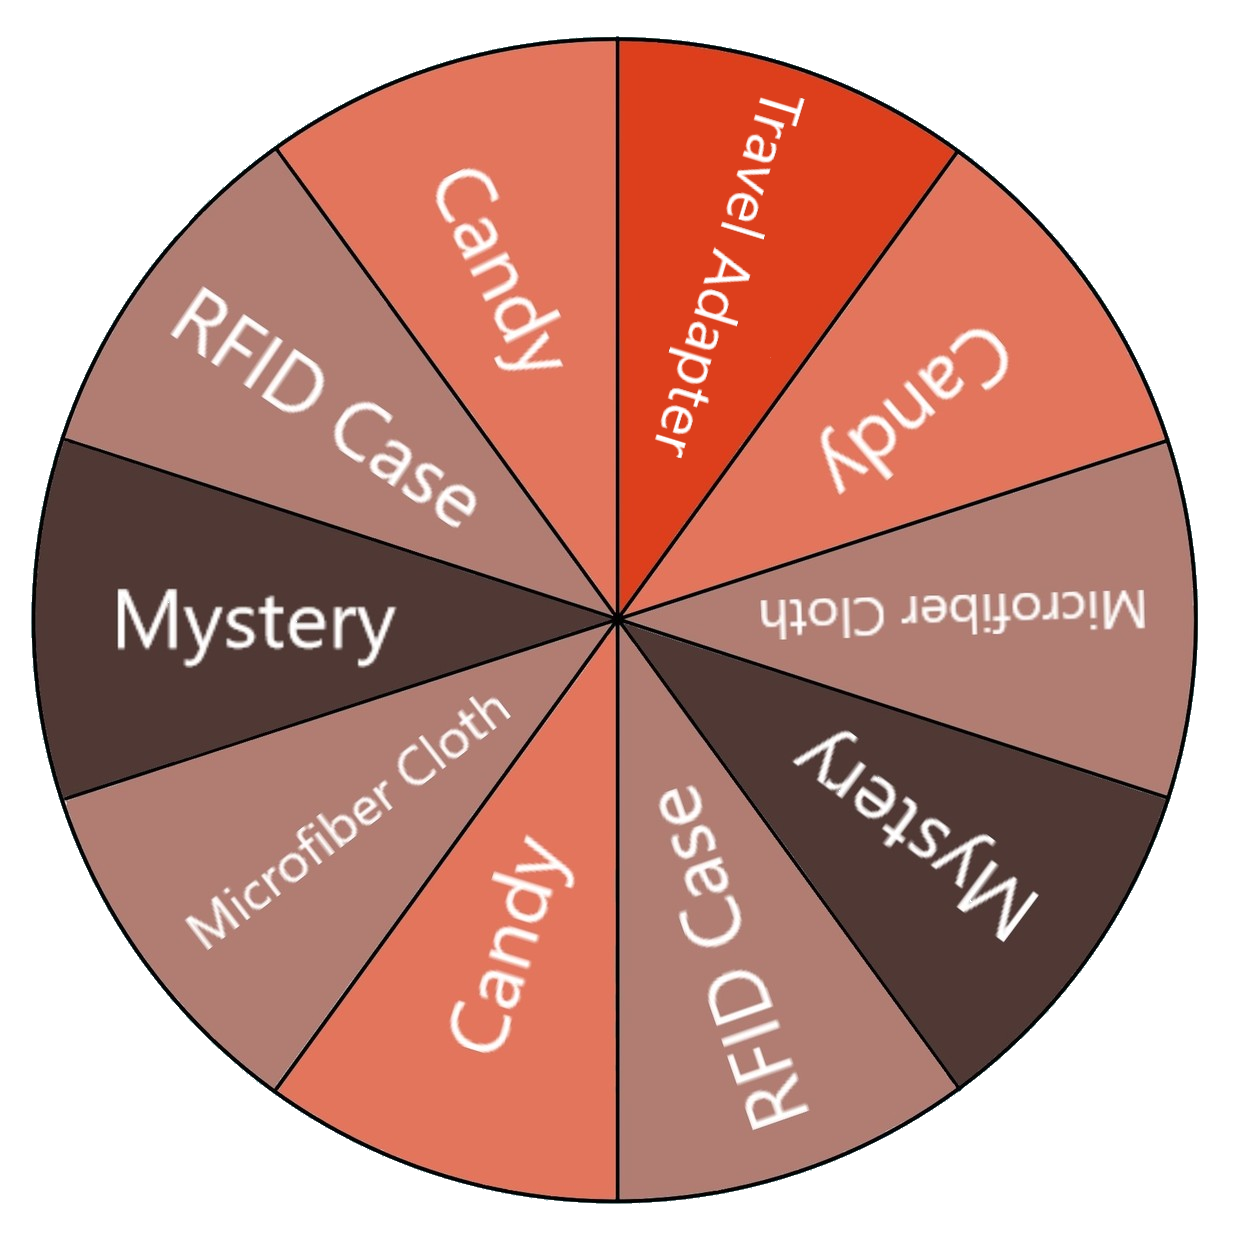 Travel Adapter
Candy
Microfiber Cloth
Mystery
RFID Case
Candy
Microfiber Cloth
Mystery
RFID Case
Candy